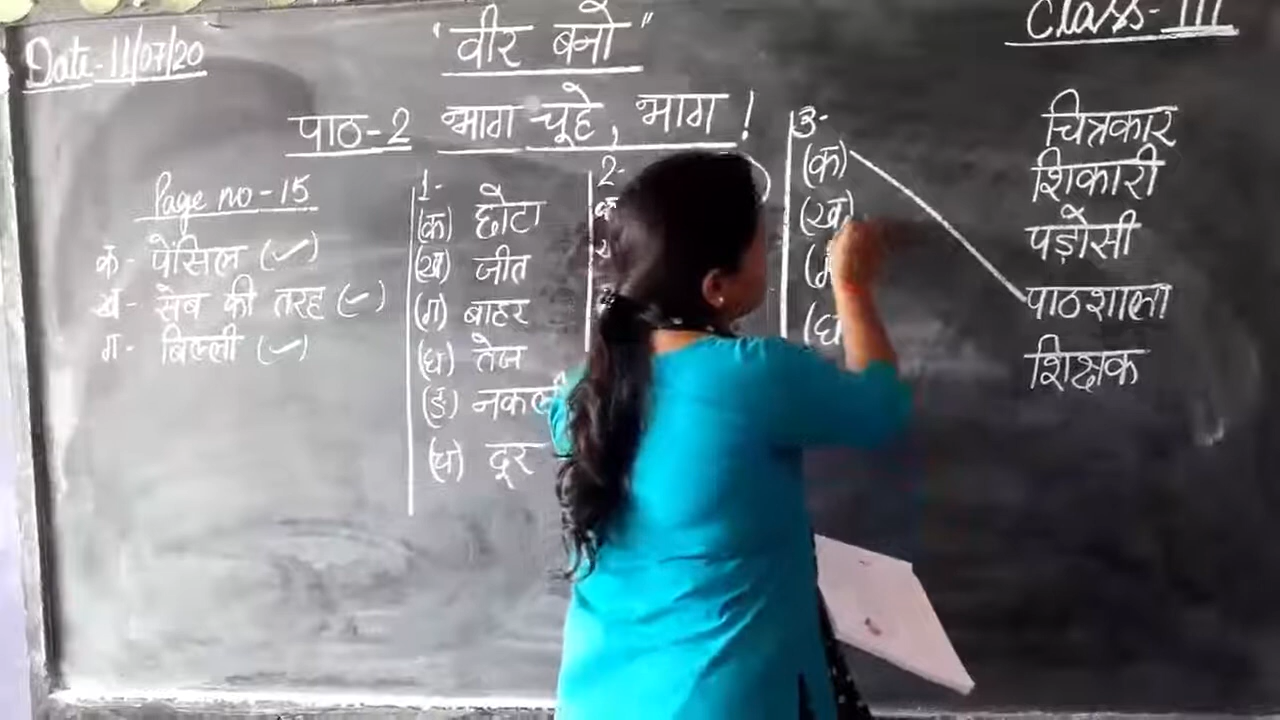 Date-11/07/20
"वीर बनो"
Class-III
पाठ-2 भाग चूहे, भाग !
Page no-15
क- पेंसिल (✓)
ख- सेब की तरह (✓)
ग- बिल्ली (✓)
1-
(क) छोटा
(ख) जीत
(ग) बाहर
(घ) तेज
(ङ) नकल
(च) दूर
2-
क
3-
(क)
(ख)
(ग
(घ
चित्रकार
शिकारी
पड़ोसी
पाठशाला
शिक्षक